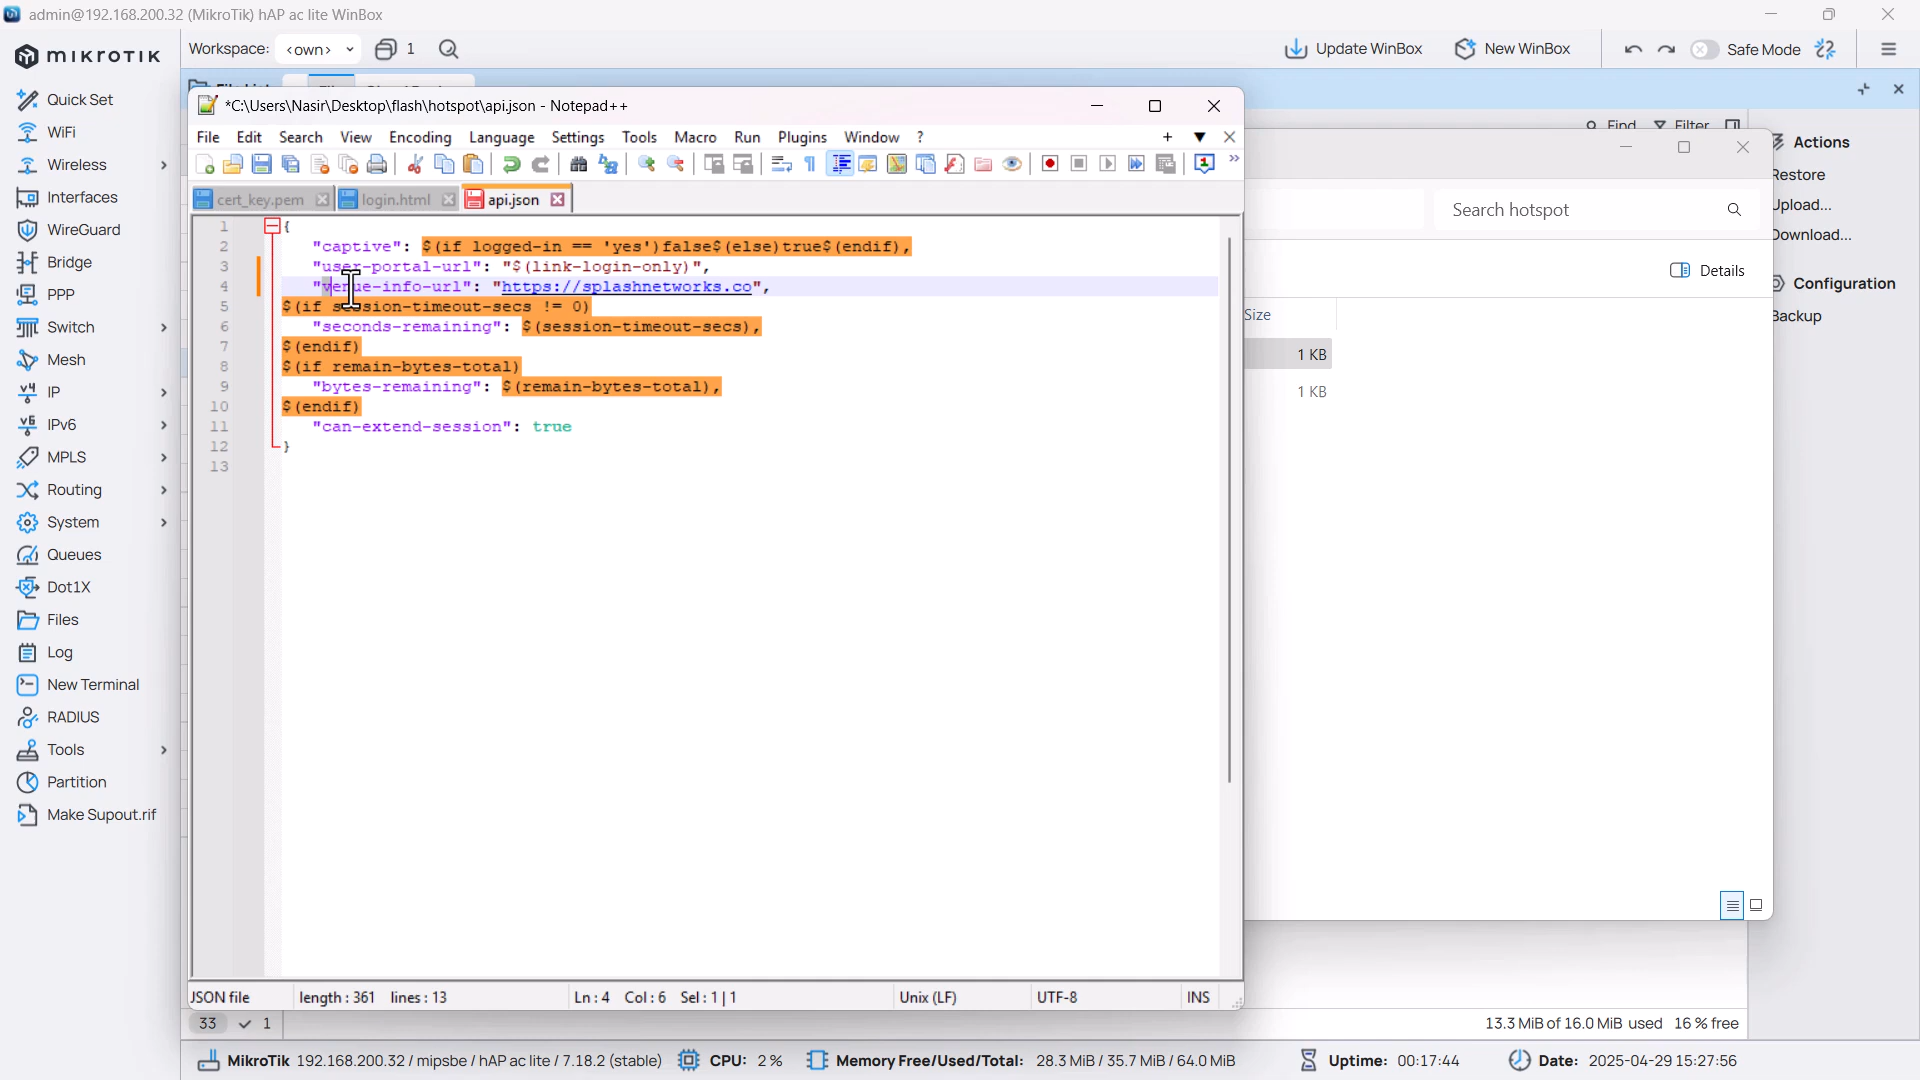 admin@192.168.200.32 (MikroTik) hAP ac lite WinBox
MikroTik
Workspace: <own> 1
Update WinBox New WinBox Safe Mode
Quick Set
WiFi
Wireless
Interfaces
WireGuard
Bridge
PPP
Switch
Mesh
IP
IPv6
MPLS
Routing
System
Queues
Dot1X
Files
Log
New Terminal
RADIUS
Tools
Partition
Make Supout.rif
*C:\Users\Nasir\Desktop\flash\hotspot\api.json - Notepad++
File Edit Search View Encoding Language Settings Tools Macro Run Plugins Window ?
cert_key.pem login.html api.json
1 {
2 "captive": $(if logged-in == 'yes')false$(else)true$(endif),
3 "user-portal-url": "$(link-login-only)",
4 "venue-info-url": "https://splashnetworks.co",
5 $(if session-timeout-secs != 0)
6 "seconds-remaining": $(session-timeout-secs),
7 $(endif)
8 $(if remain-bytes-total)
9 "bytes-remaining": $(remain-bytes-total),
10 $(endif)
11 "can-extend-session": true
12 }
13
JSON file length : 361 lines : 13 Ln : 4 Col : 6 Sel : 1 | 1 Unix (LF) UTF-8 INS
Find Filter
Search hotspot
Details
Size
1 KB
1 KB
Actions
Restore
Upload...
Download...
Configuration
Backup
33 1
13.3 MiB of 16.0 MiB used 16 % free
MikroTik 192.168.200.32 / mipsbe / hAP ac lite / 7.18.2 (stable) CPU: 2 % Memory Free/Used/Total: 28.3 MiB / 35.7 MiB / 64.0 MiB Uptime: 00:17:44 Date: 2025-04-29 15:27:56